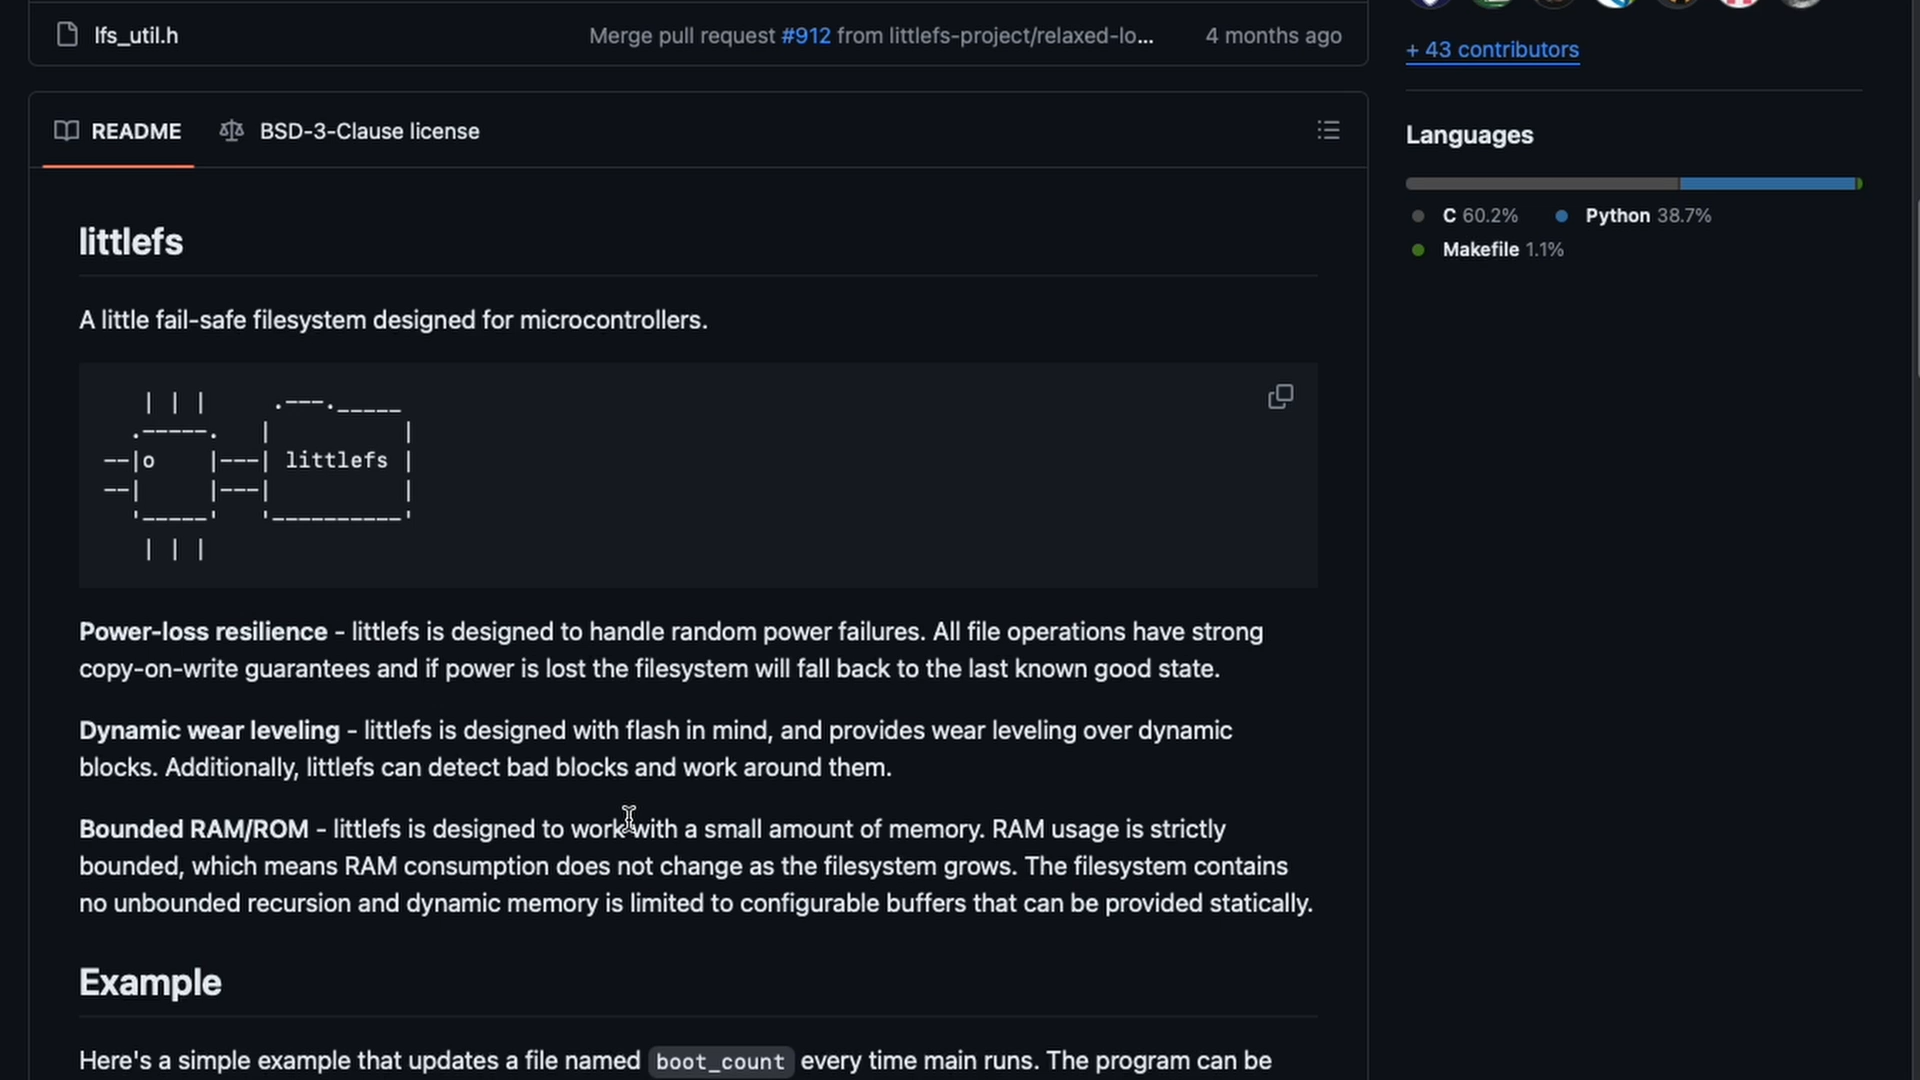 lfs_util.h Merge pull request #912 from littlefs-project/relaxed-lo... 4 months ago
+ 43 contributors
README BSD-3-Clause license
Languages
C 60.2% Python 38.7%
Makefile 1.1%
littlefs
A little fail-safe filesystem designed for microcontrollers.
   | | |     .---._____
  .-----.   |          |
--|o    |---| littlefs |
--|     |---|          |
  '-----'   '----------'
   | | |
Power-loss resilience - littlefs is designed to handle random power failures. All file operations have strong
copy-on-write guarantees and if power is lost the filesystem will fall back to the last known good state.
Dynamic wear leveling - littlefs is designed with flash in mind, and provides wear leveling over dynamic
blocks. Additionally, littlefs can detect bad blocks and work around them.
Bounded RAM/ROM - littlefs is designed to work with a small amount of memory. RAM usage is strictly
bounded, which means RAM consumption does not change as the filesystem grows. The filesystem contains
no unbounded recursion and dynamic memory is limited to configurable buffers that can be provided statically.
Example
Here's a simple example that updates a file named boot_count every time main runs. The program can be